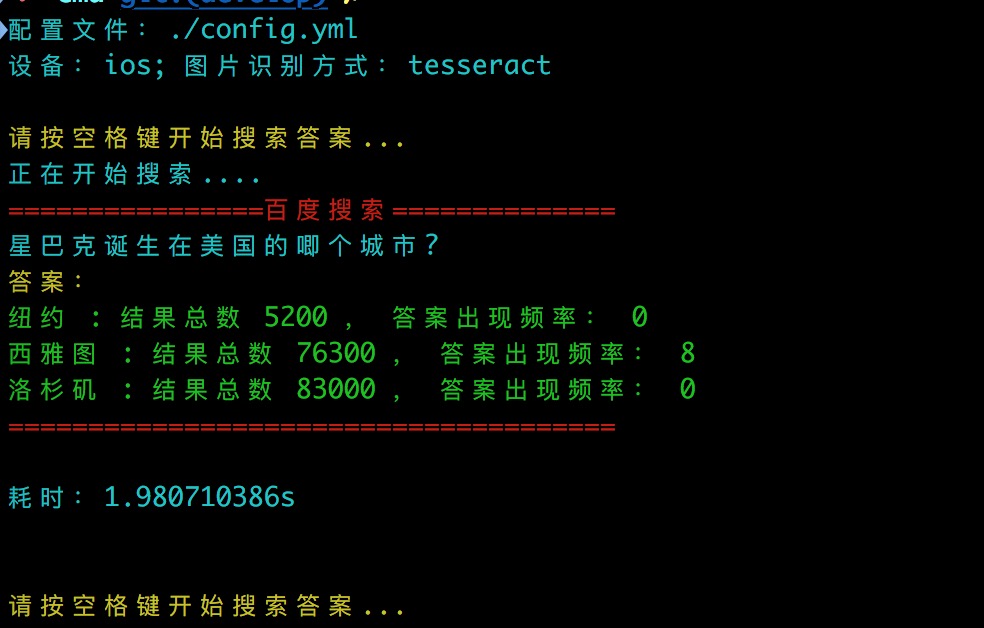 cmd git:(develop)
配置文件： ./config.yml
设备： ios; 图片识别方式： tesseract
请按空格键开始搜索答案...
正在开始搜索....
================百度搜索==============
星巴克诞生在美国的唧个城市？
答案：
纽约 ：结果总数 5200 ， 答案出现频率： 0
西雅图 ：结果总数 76300 ， 答案出现频率： 8
洛杉矶 ：结果总数 83000 ， 答案出现频率： 0
======================================
耗时： 1.980710386s
请按空格键开始搜索答案...